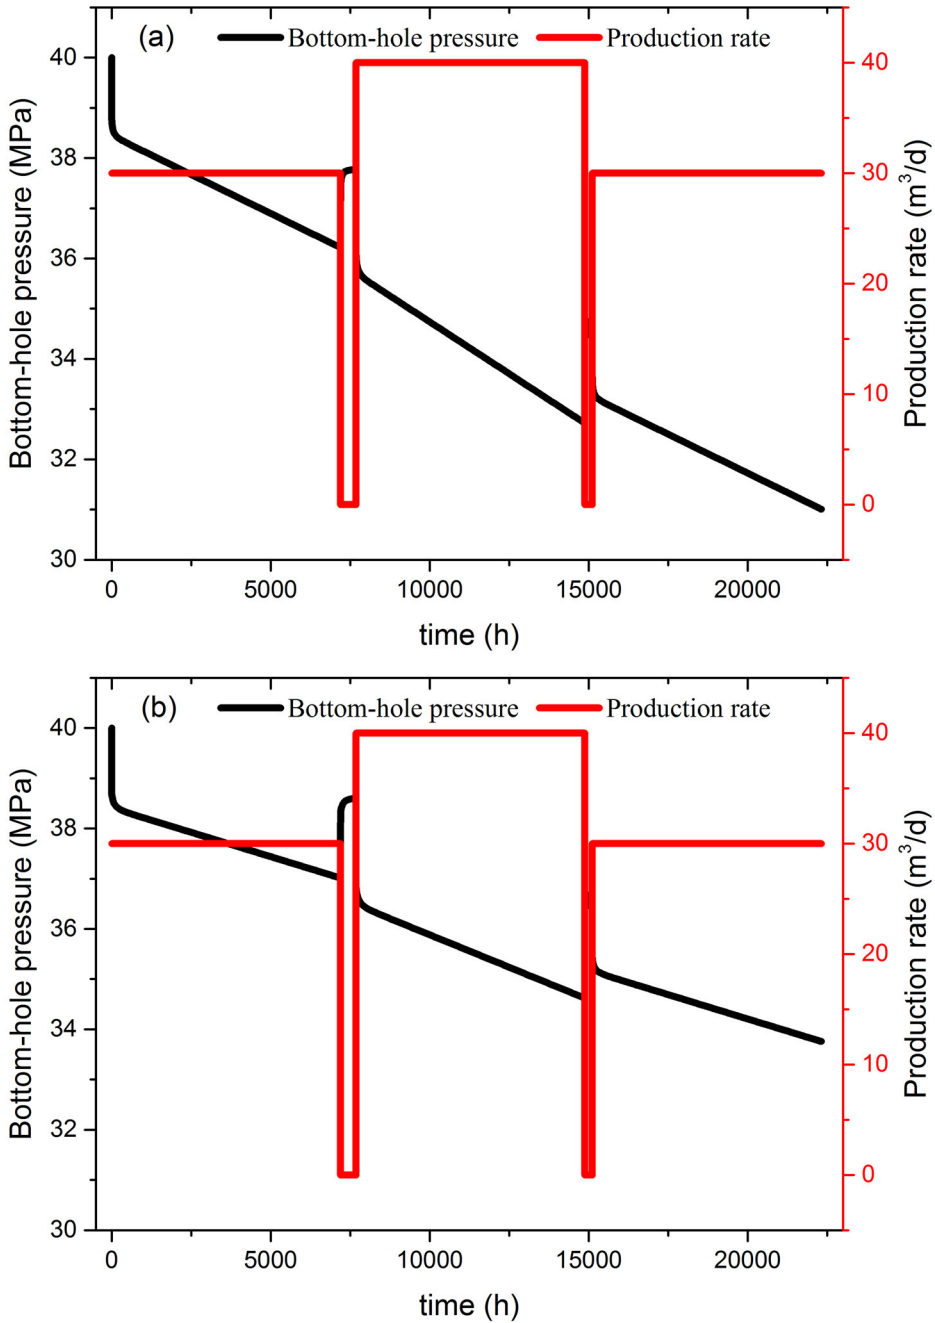 (a) Bottom-hole pressure Production rate
Bottom-hole pressure (MPa)
40
38
36
34
32
30
0 5000 10000 15000 20000
time (h)
40
30
20
10
0
Production rate (m³/d)
(b) Bottom-hole pressure Production rate
Bottom-hole pressure (MPa)
40
38
36
34
32
30
0 5000 10000 15000 20000
time (h)
40
30
20
10
0
Production rate (m³/d)